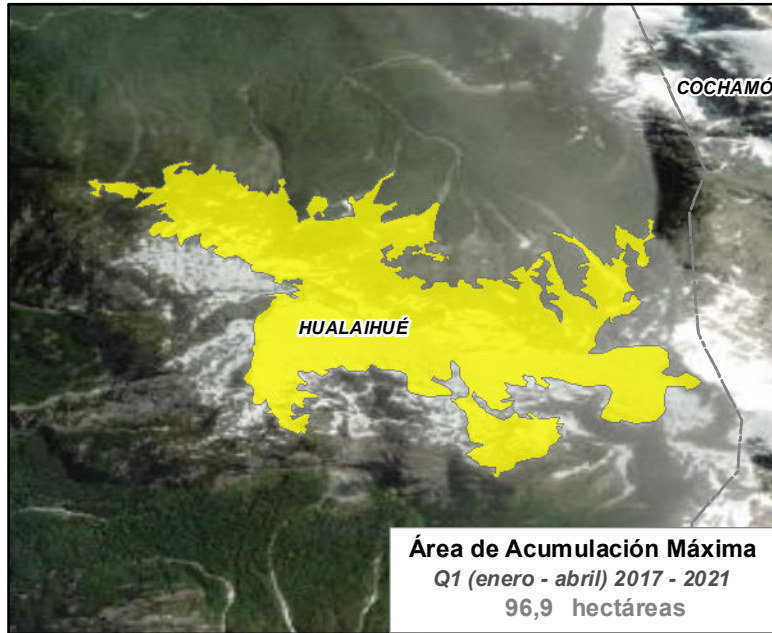 COCHAMÓ
HUALAIHUÉ
Área de Acumulación Máxima
Q1 (enero - abril) 2017 - 2021
96,9 hectáreas